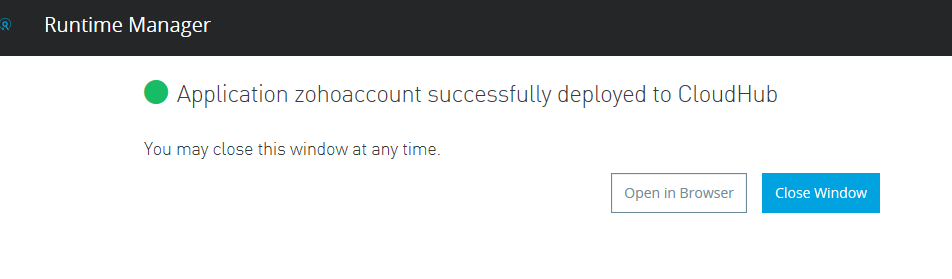 Runtime Manager
Application zohoaccount successfully deployed to CloudHub
You may close this window at any time.
Open in Browser
Close Window